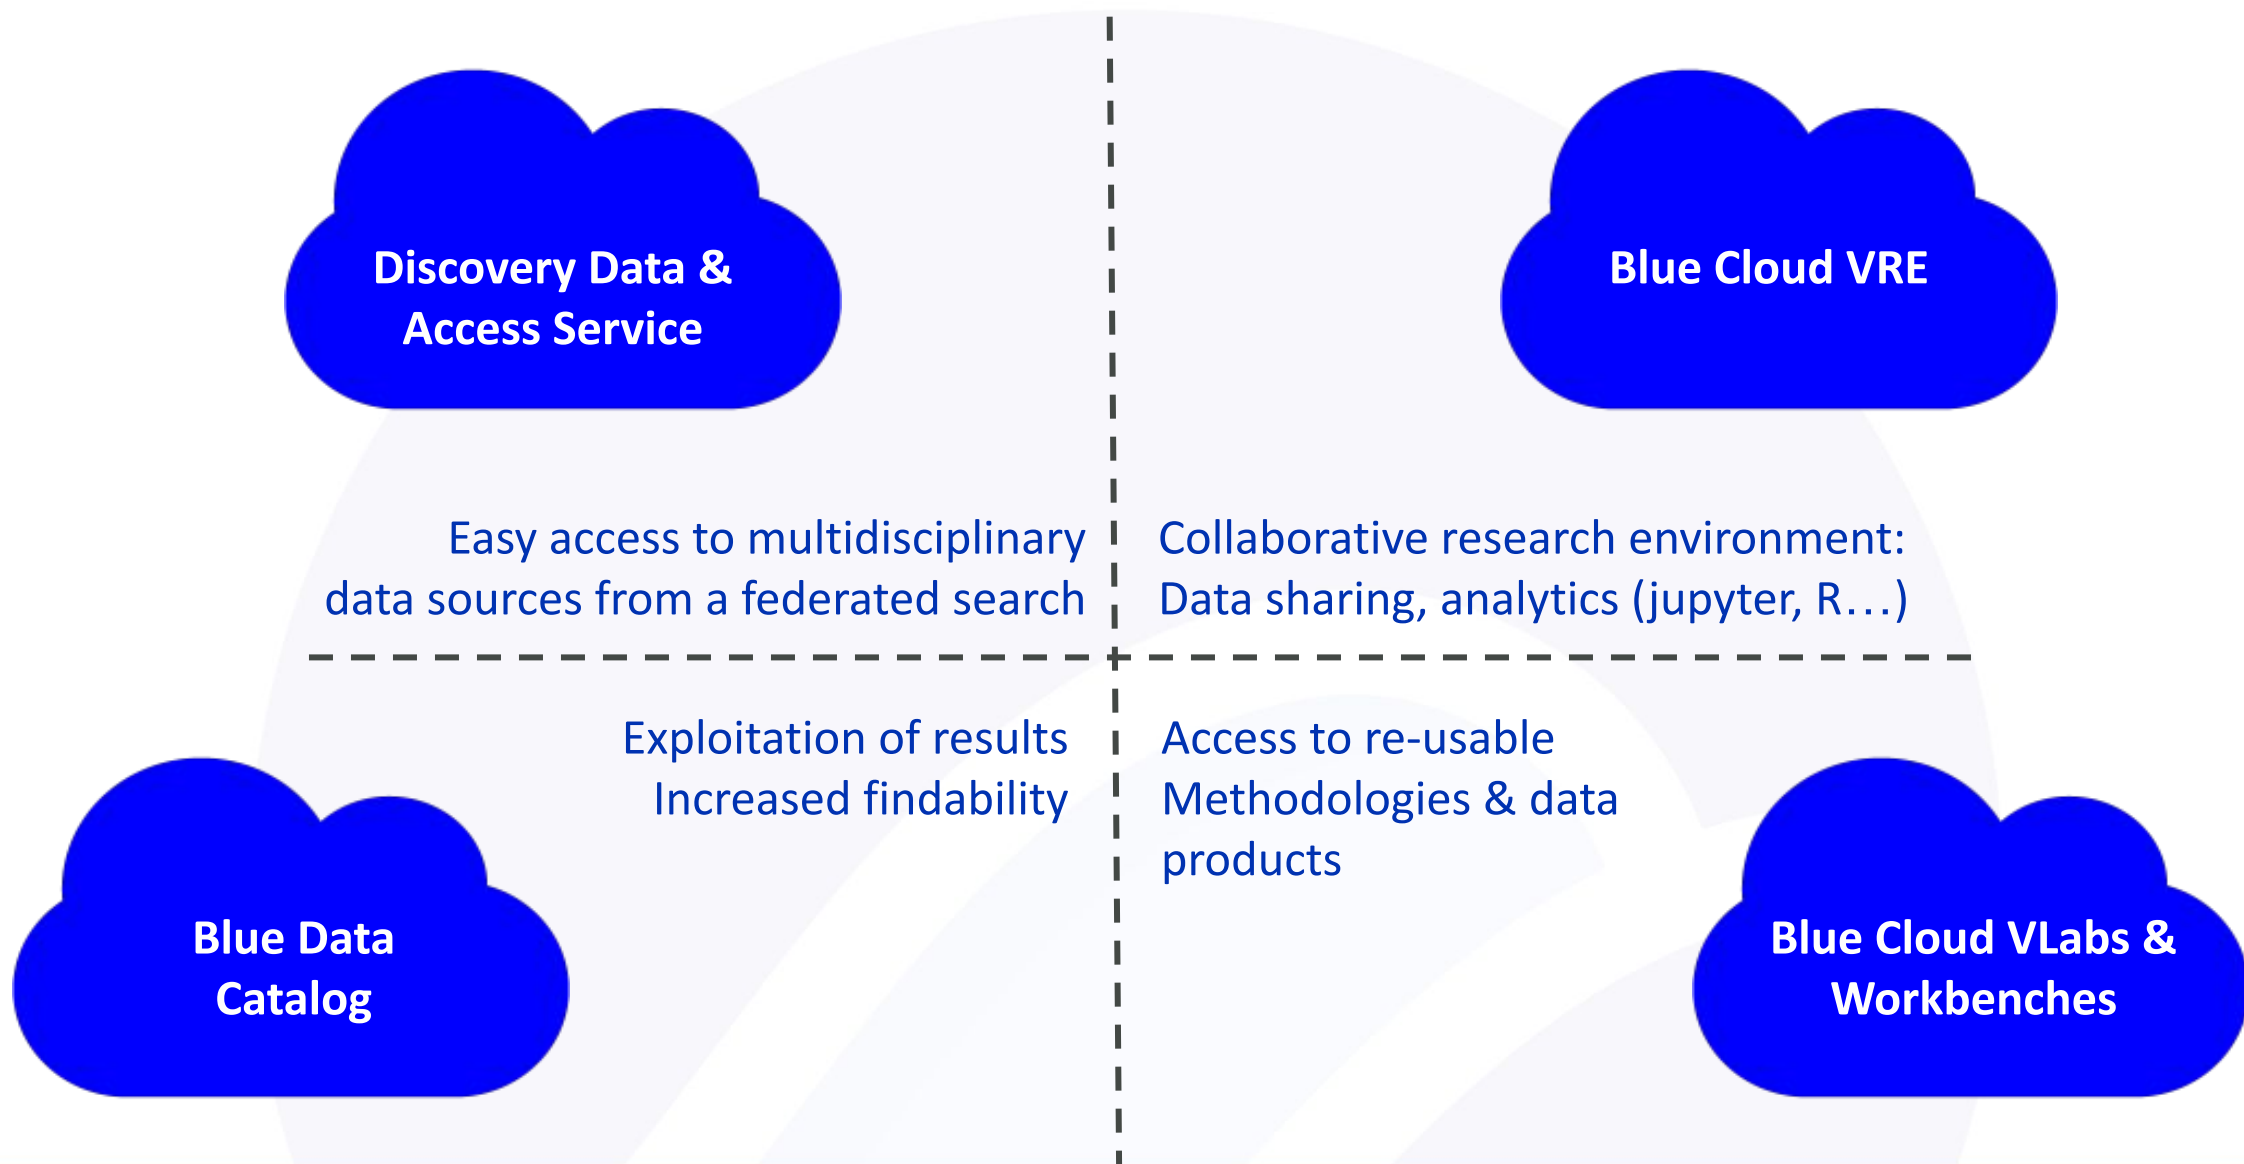 Discovery Data &
Access Service
Blue Cloud VRE
Easy access to multidisciplinary
data sources from a federated search
Collaborative research environment:
Data sharing, analytics (jupyter, R...)
Exploitation of results
Increased findability
Access to re-usable
Methodologies & data
products
Blue Data
Catalog
Blue Cloud VLabs &
Workbenches